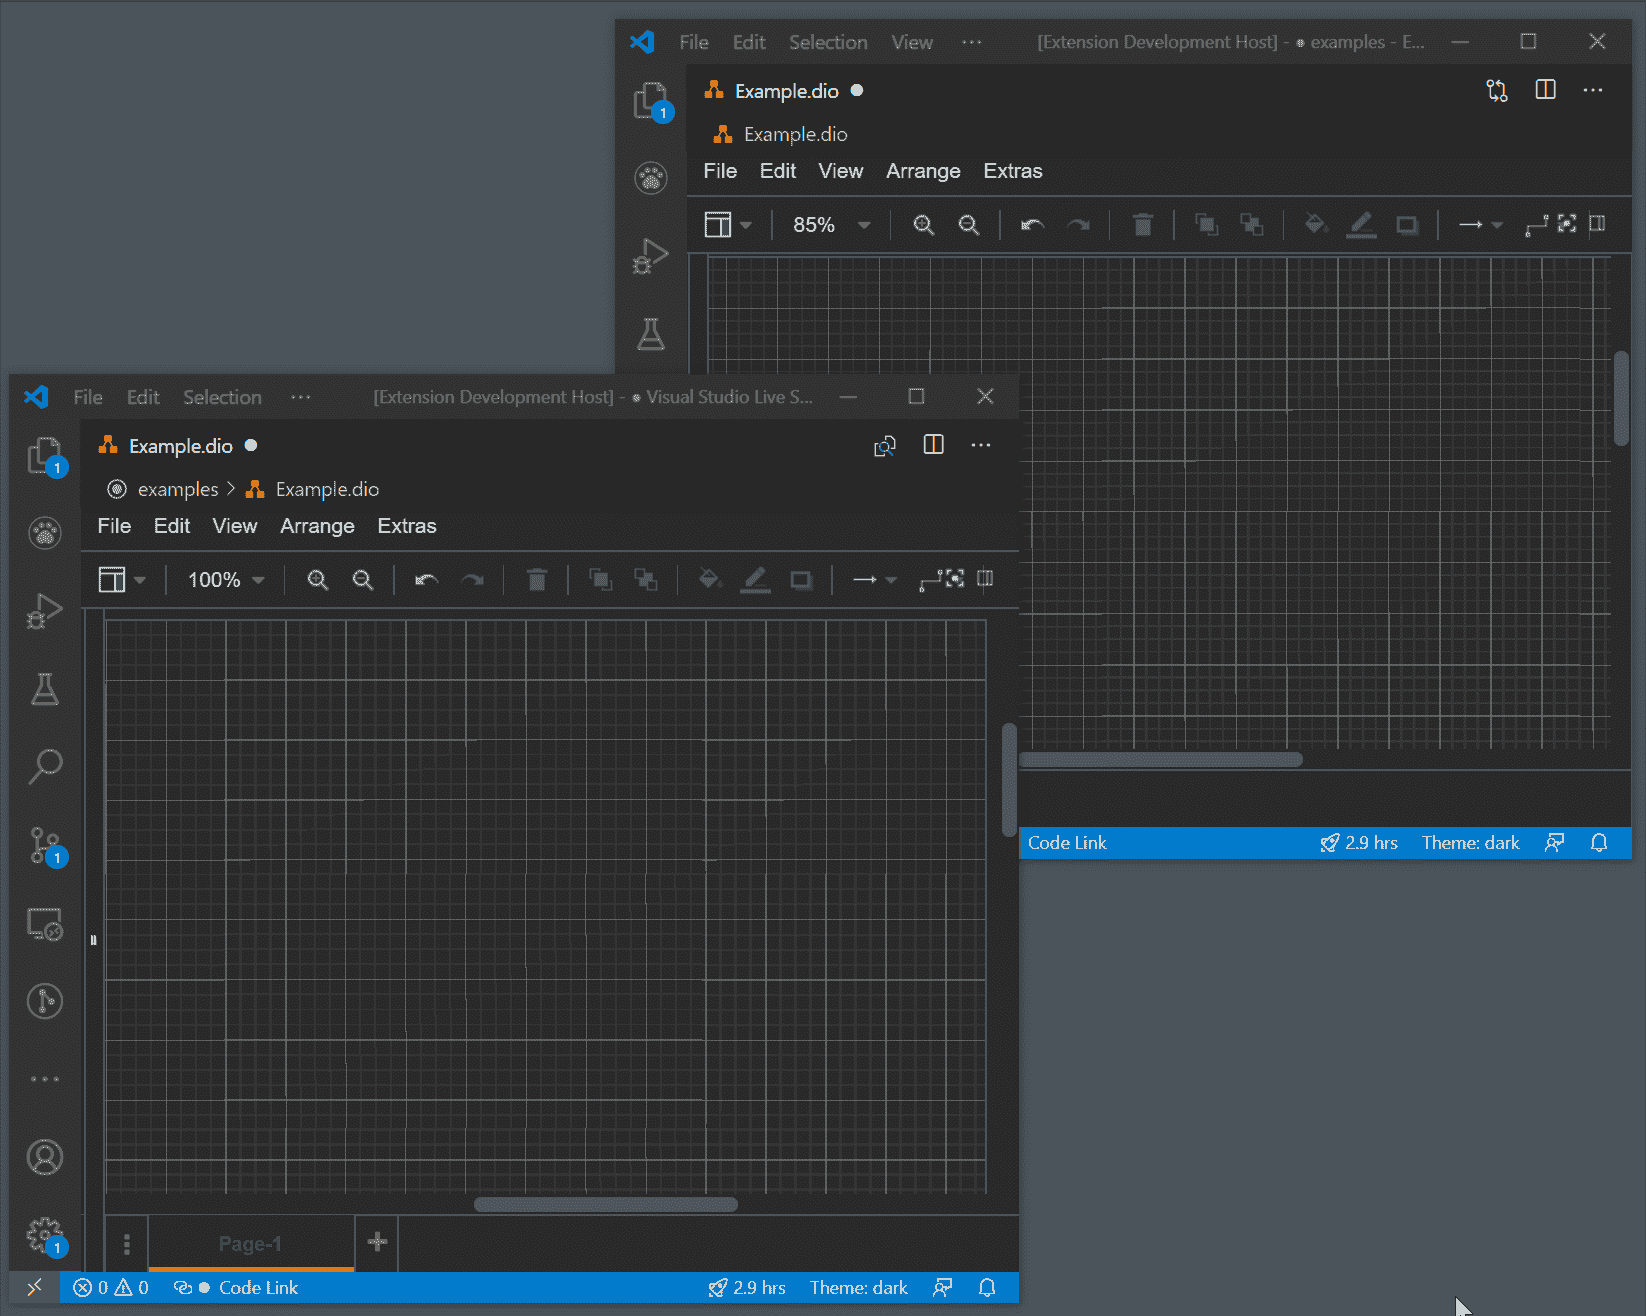 File Edit Selection View ··· [Extension Development Host] - ● examples - E...
Example.dio ●
Example.dio
File Edit View Arrange Extras
85%
1
Code Link 2.9 hrs Theme: dark
File Edit Selection ··· [Extension Development Host] - ● Visual Studio Live S...
Example.dio ●
examples > Example.dio
File Edit View Arrange Extras
100%
1
1
1
Page-1
0 0 Code Link 2.9 hrs Theme: dark